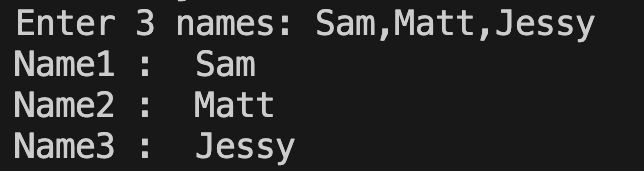 Enter 3 names: Sam,Matt,Jessy
Name1 :  Sam
Name2 :  Matt
Name3 :  Jessy